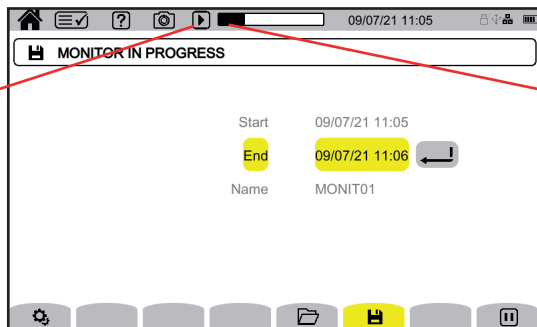 09/07/21 11:05
MONITOR IN PROGRESS
Start 09/07/21 11:05
End 09/07/21 11:06
Name MONIT01